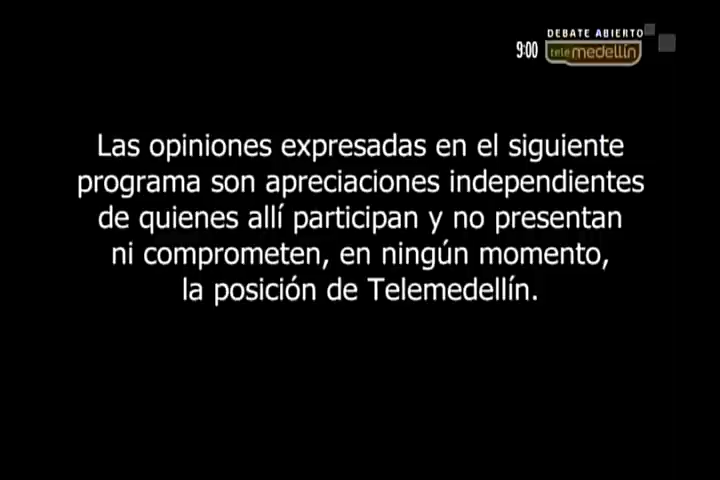 DEBATE ABIERTO
9:00 telemedellín
Las opiniones expresadas en el siguiente
programa son apreciaciones independientes
de quienes allí participan y no presentan
ni comprometen, en ningún momento,
la posición de Telemedellín.